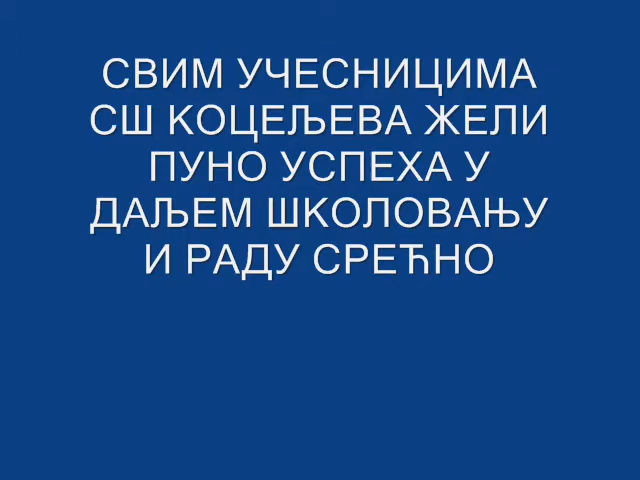 СВИМ УЧЕСНИЦИМА
СШ КОЦЕЉЕВА ЖЕЛИ
ПУНО УСПЕХА У
ДАЉЕМ ШКОЛОВАЊУ
И РАДУ СРЕЋНО